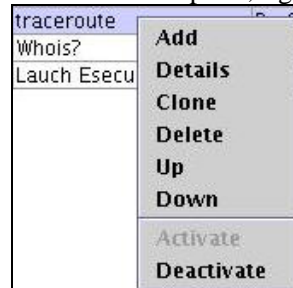 traceroute
Whois?
Lauch Esecu
Add
Details
Clone
Delete
Up
Down
Activate
Deactivate